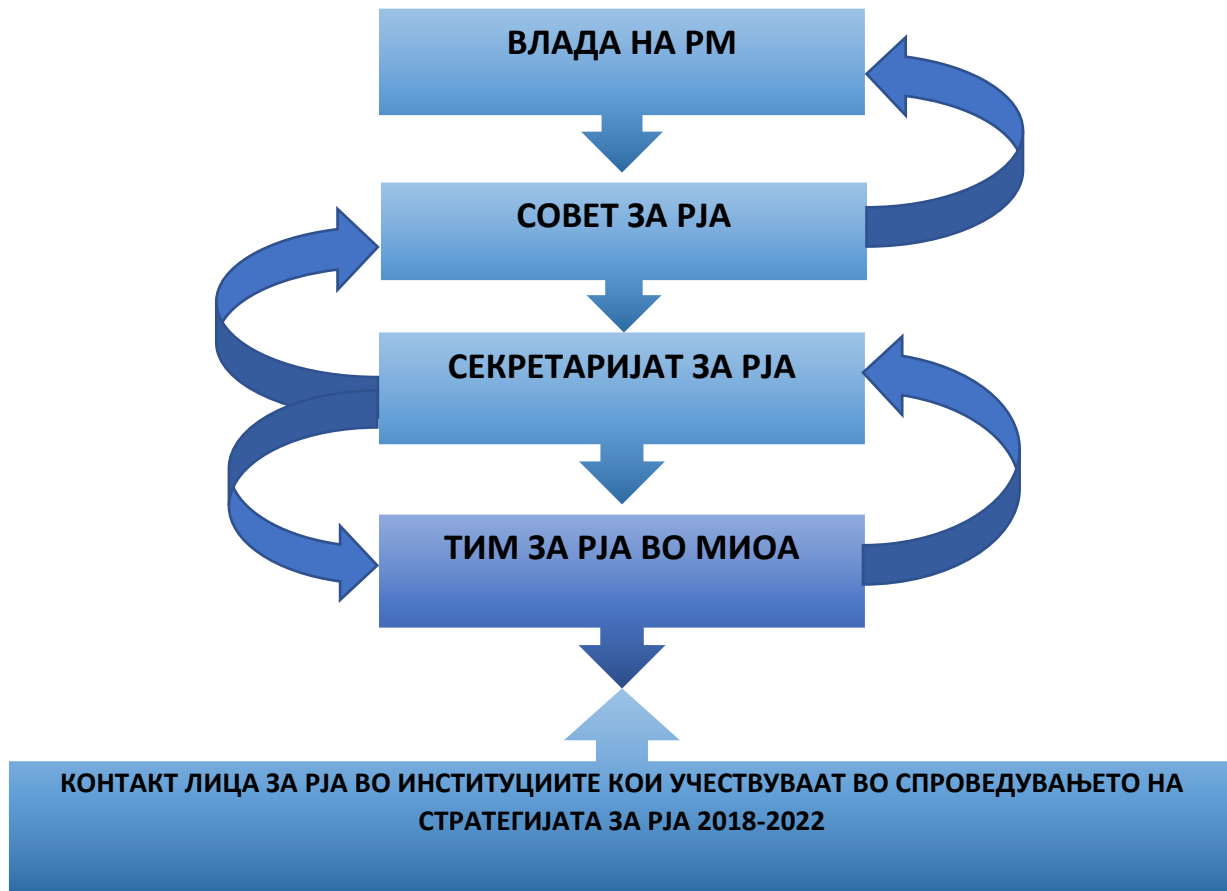 ВЛАДА НА РМ
СОВЕТ ЗА РЈА
СЕКРЕТАРИЈАТ ЗА РЈА
ТИМ ЗА РЈА ВО МИОА
КОНТАКТ ЛИЦА ЗА РЈА ВО ИНСТИТУЦИИТЕ КОИ УЧЕСТВУВААТ ВО СПРОВЕДУВАЊЕТО НА
СТРАТЕГИЈАТА ЗА РЈА 2018-2022